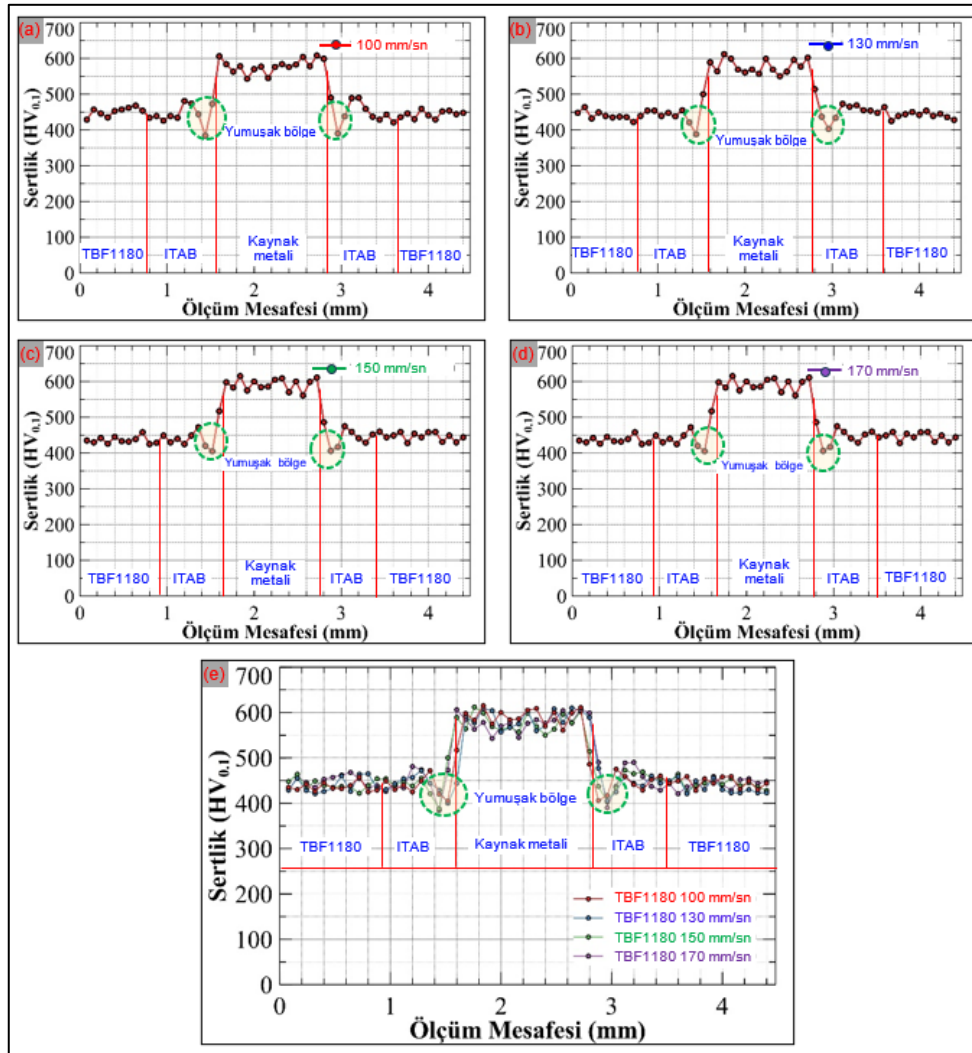 (a)
100 mm/sn
Sertlik (HV0,1)
700
600
500
400
300
200
100
0
Yumuşak bölge
TBF1180
ITAB
Kaynak
metali
ITAB
TBF1180
0 1 2 3 4
Ölçüm Mesafesi (mm)
(b)
130 mm/sn
Sertlik (HV0,1)
700
600
500
400
300
200
100
0
Yumuşak bölge
TBF1180
ITAB
Kaynak
metali
ITAB
TBF1180
0 1 2 3 4
Ölçüm Mesafesi (mm)
(c)
150 mm/sn
Sertlik (HV0,1)
700
600
500
400
300
200
100
0
Yumuşak bölge
TBF1180
ITAB
Kaynak
metali
ITAB
TBF1180
0 1 2 3 4
Ölçüm Mesafesi (mm)
(d)
170 mm/sn
Sertlik (HV0,1)
700
600
500
400
300
200
100
0
Yumuşak bölge
TBF1180
ITAB
Kaynak
metali
ITAB
TBF1180
0 1 2 3 4
Ölçüm Mesafesi (mm)
(e)
Sertlik (HV0,1)
700
600
500
400
300
200
100
0
Yumuşak bölge
TBF1180
ITAB
Kaynak metali
ITAB
TBF1180
TBF1180 100 mm/sn
TBF1180 130 mm/sn
TBF1180 150 mm/sn
TBF1180 170 mm/sn
0 1 2 3 4
Ölçüm Mesafesi (mm)